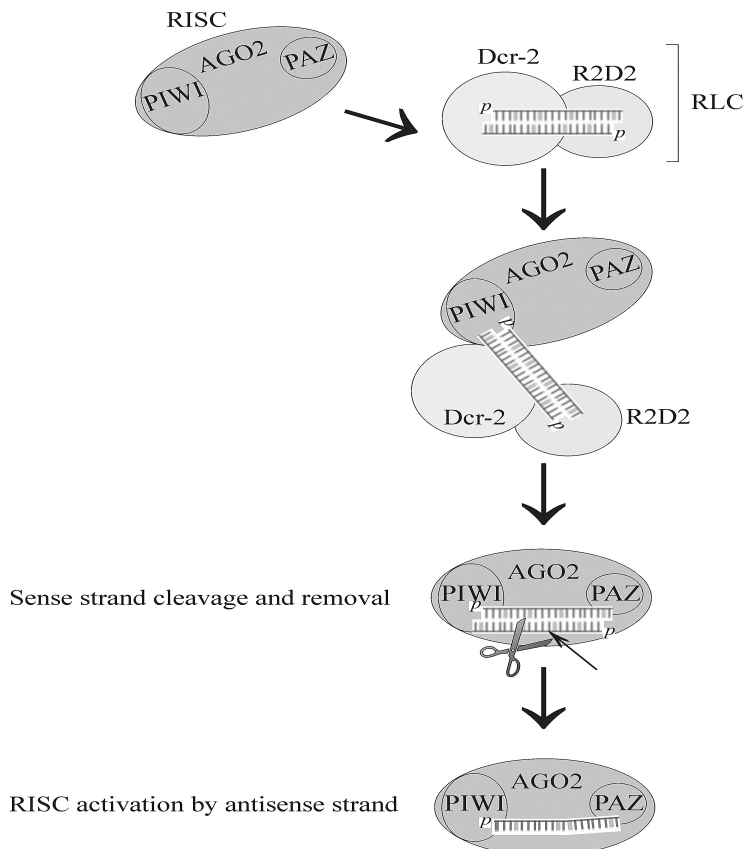 RISC
AGO2
PAZ
PIWI
Dcr-2
R2D2
RLC
p
p
AGO2
PAZ
PIWI
p
Dcr-2
R2D2
p
Sense strand cleavage and removal
AGO2
PIWI
PAZ
p
p
RISC activation by antisense strand
AGO2
PIWI
PAZ
p